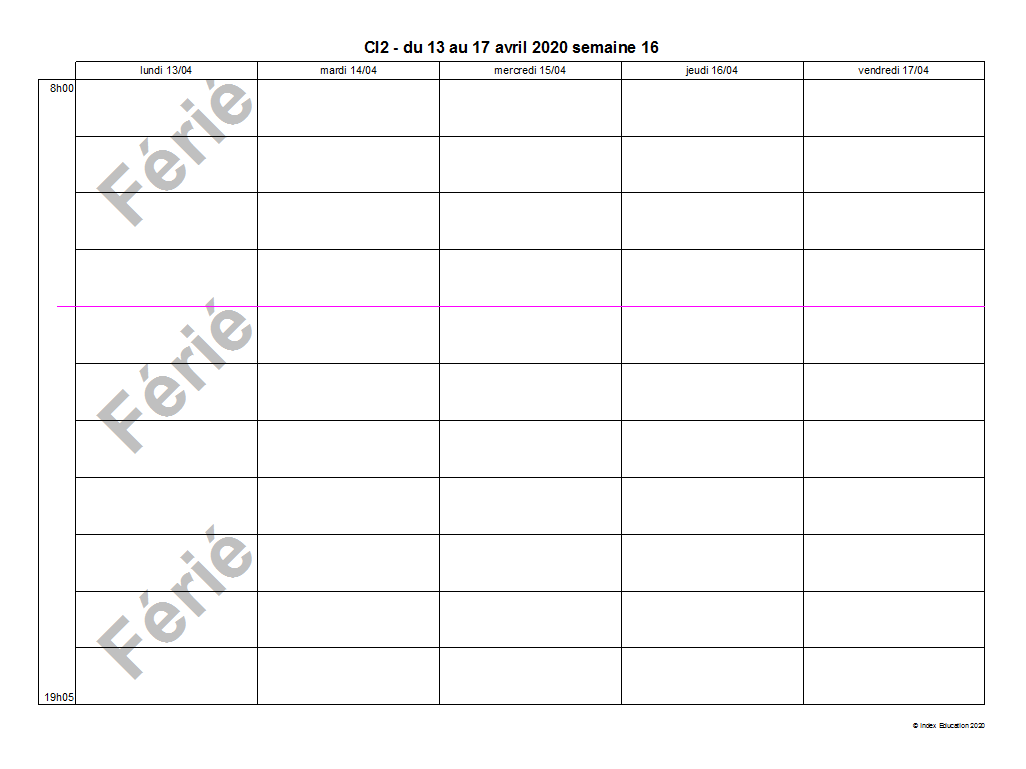 CI2 - du 13 au 17 avril 2020 semaine 16
lundi 13/04
mardi 14/04
mercredi 15/04
jeudi 16/04
vendredi 17/04
8h00
Férié
Férié
Férié
19h05
© Index Education 2020